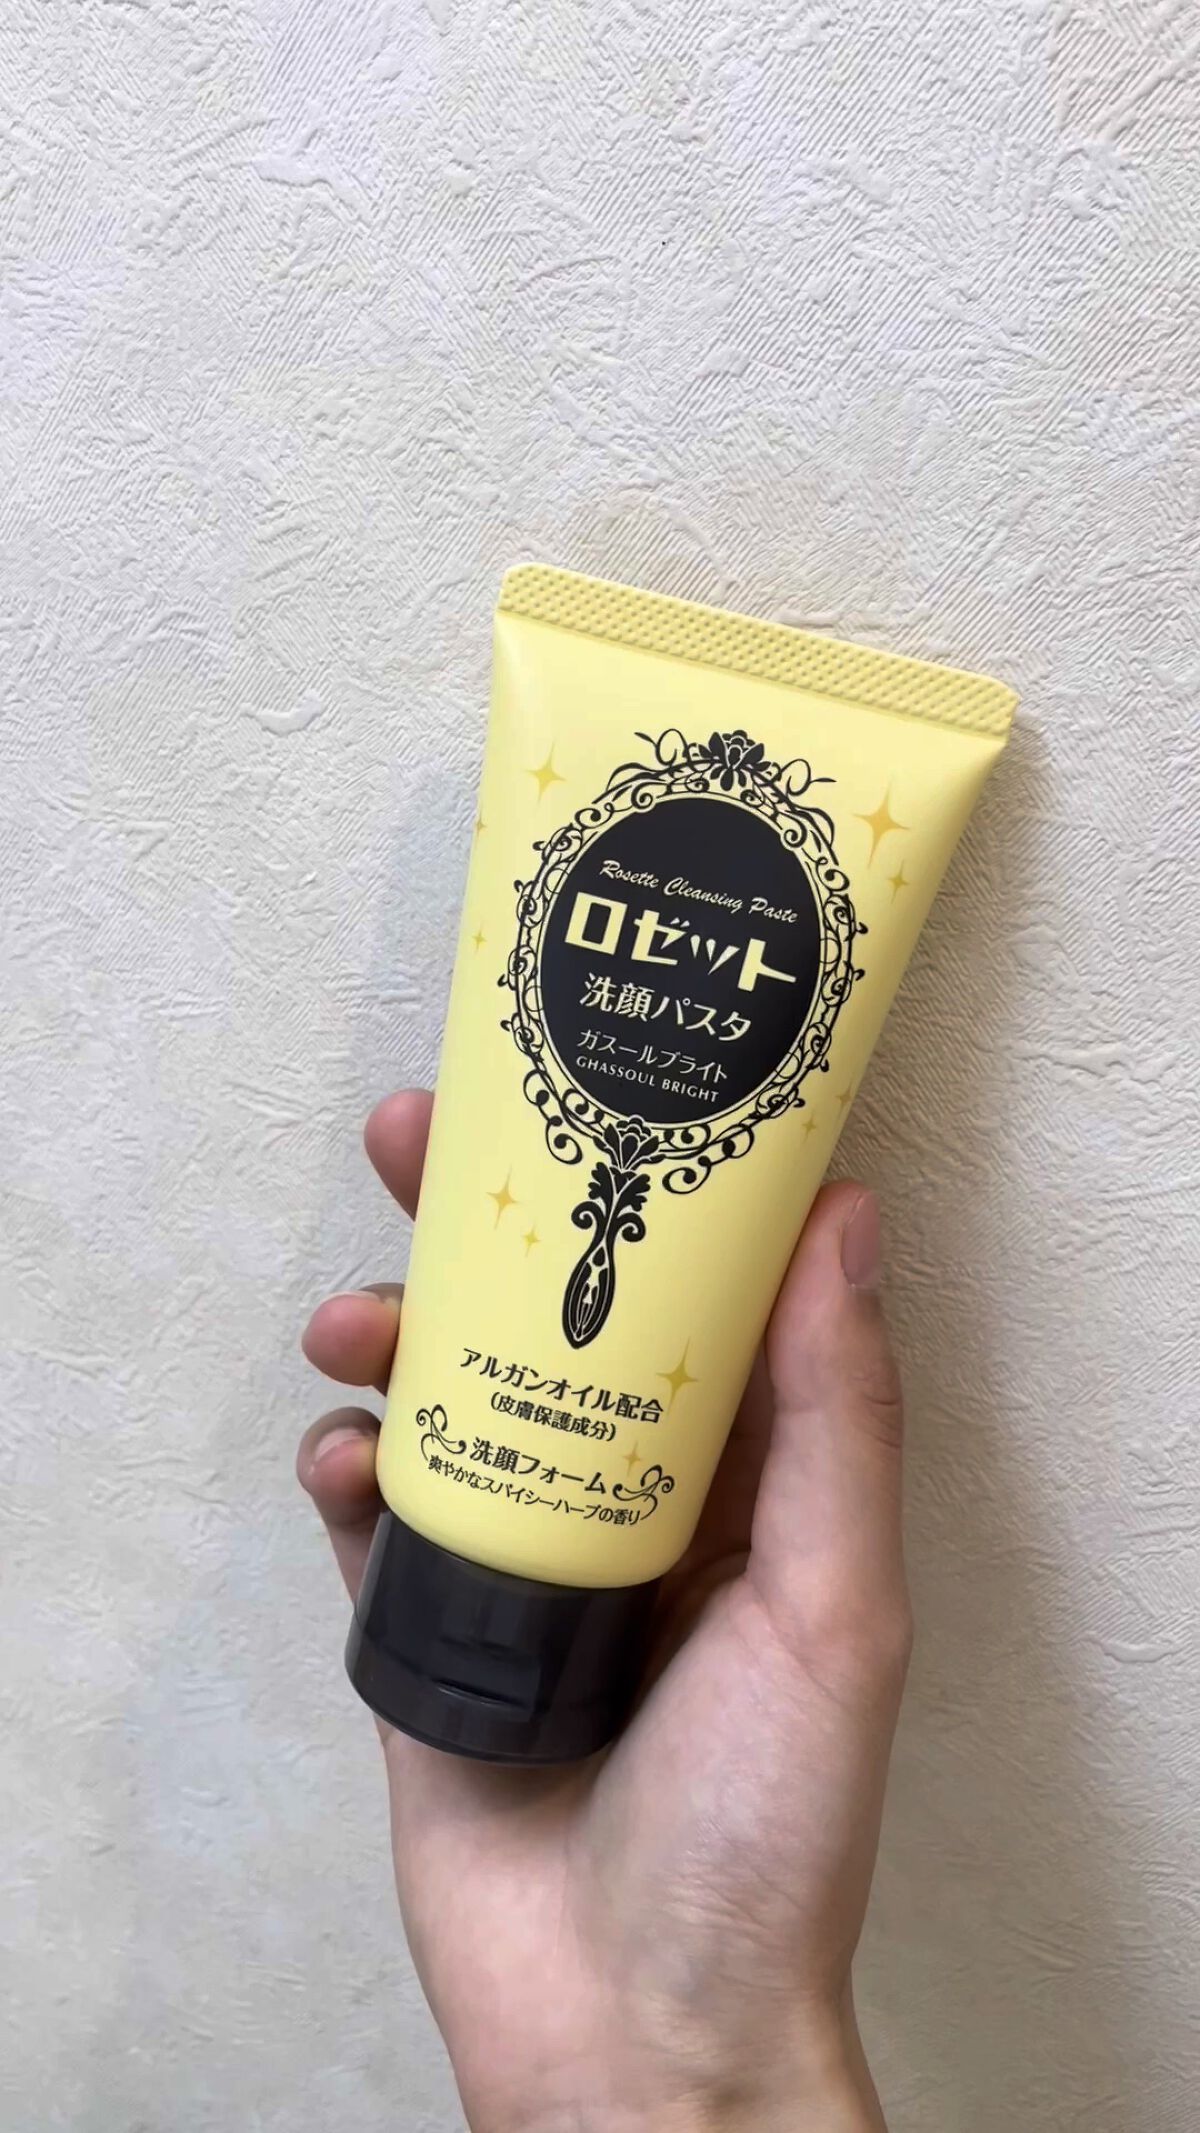 Rosette Cleansing Paste
ロゼット
洗顔パスタ
ガスールブライト
GHASSOUL BRIGHT
アルガンオイル配合
(皮膚保護成分)
洗顔フォーム
爽やかなスパイシーハーブの香り